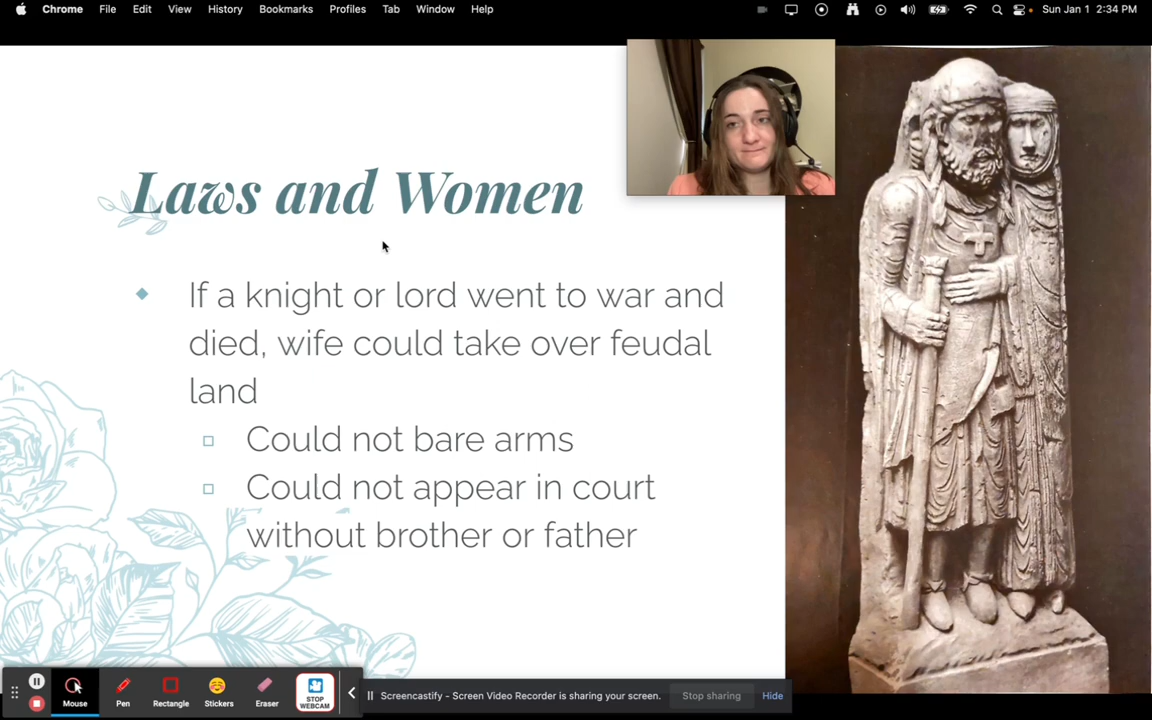 Chrome File Edit View History Bookmarks Profiles Tab Window Help Sun Jan 1 2:34 PM
Laws and Women
If a knight or lord went to war and
died, wife could take over feudal
land
Could not bare arms
Could not appear in court
without brother or father
Mouse Pen Rectangle Stickers Eraser STOP
WEBCAM
Screencastify - Screen Video Recorder is sharing your screen. Stop sharing Hide